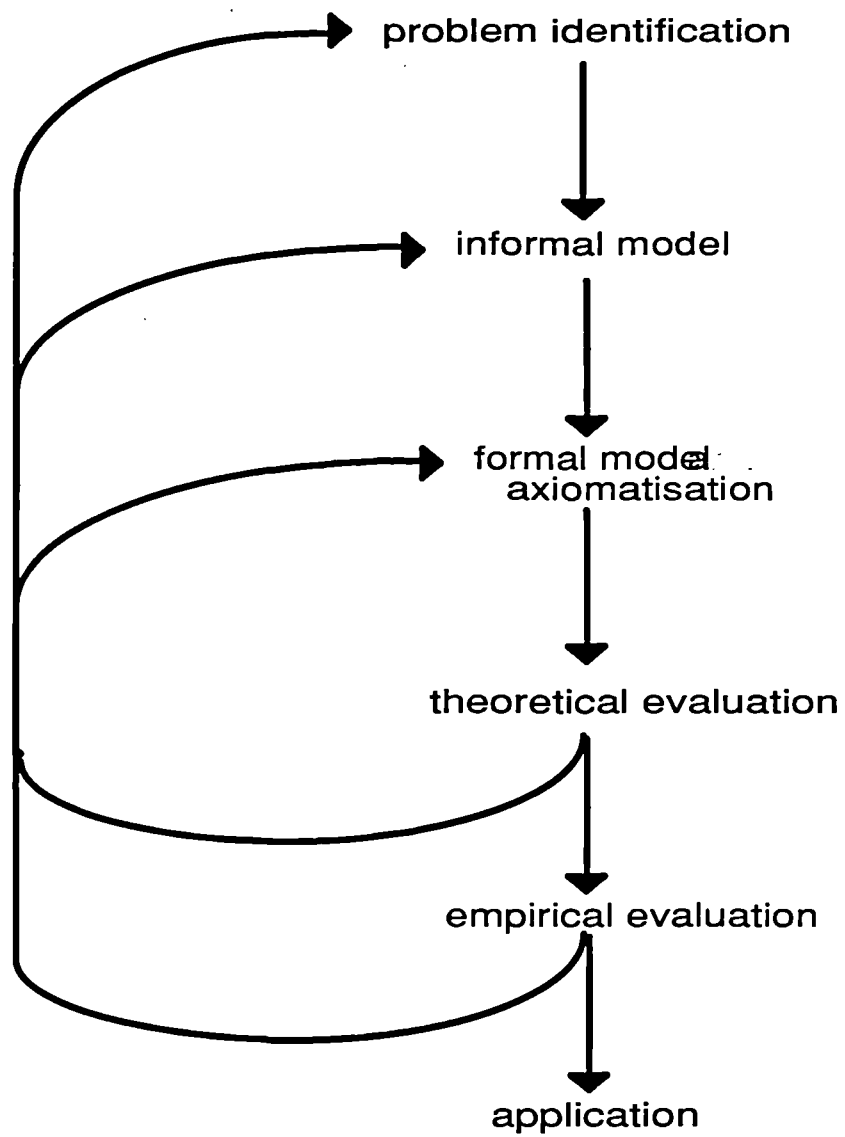 problem identification
informal model
formal model
axiomatisation
theoretical evaluation
empirical evaluation
application